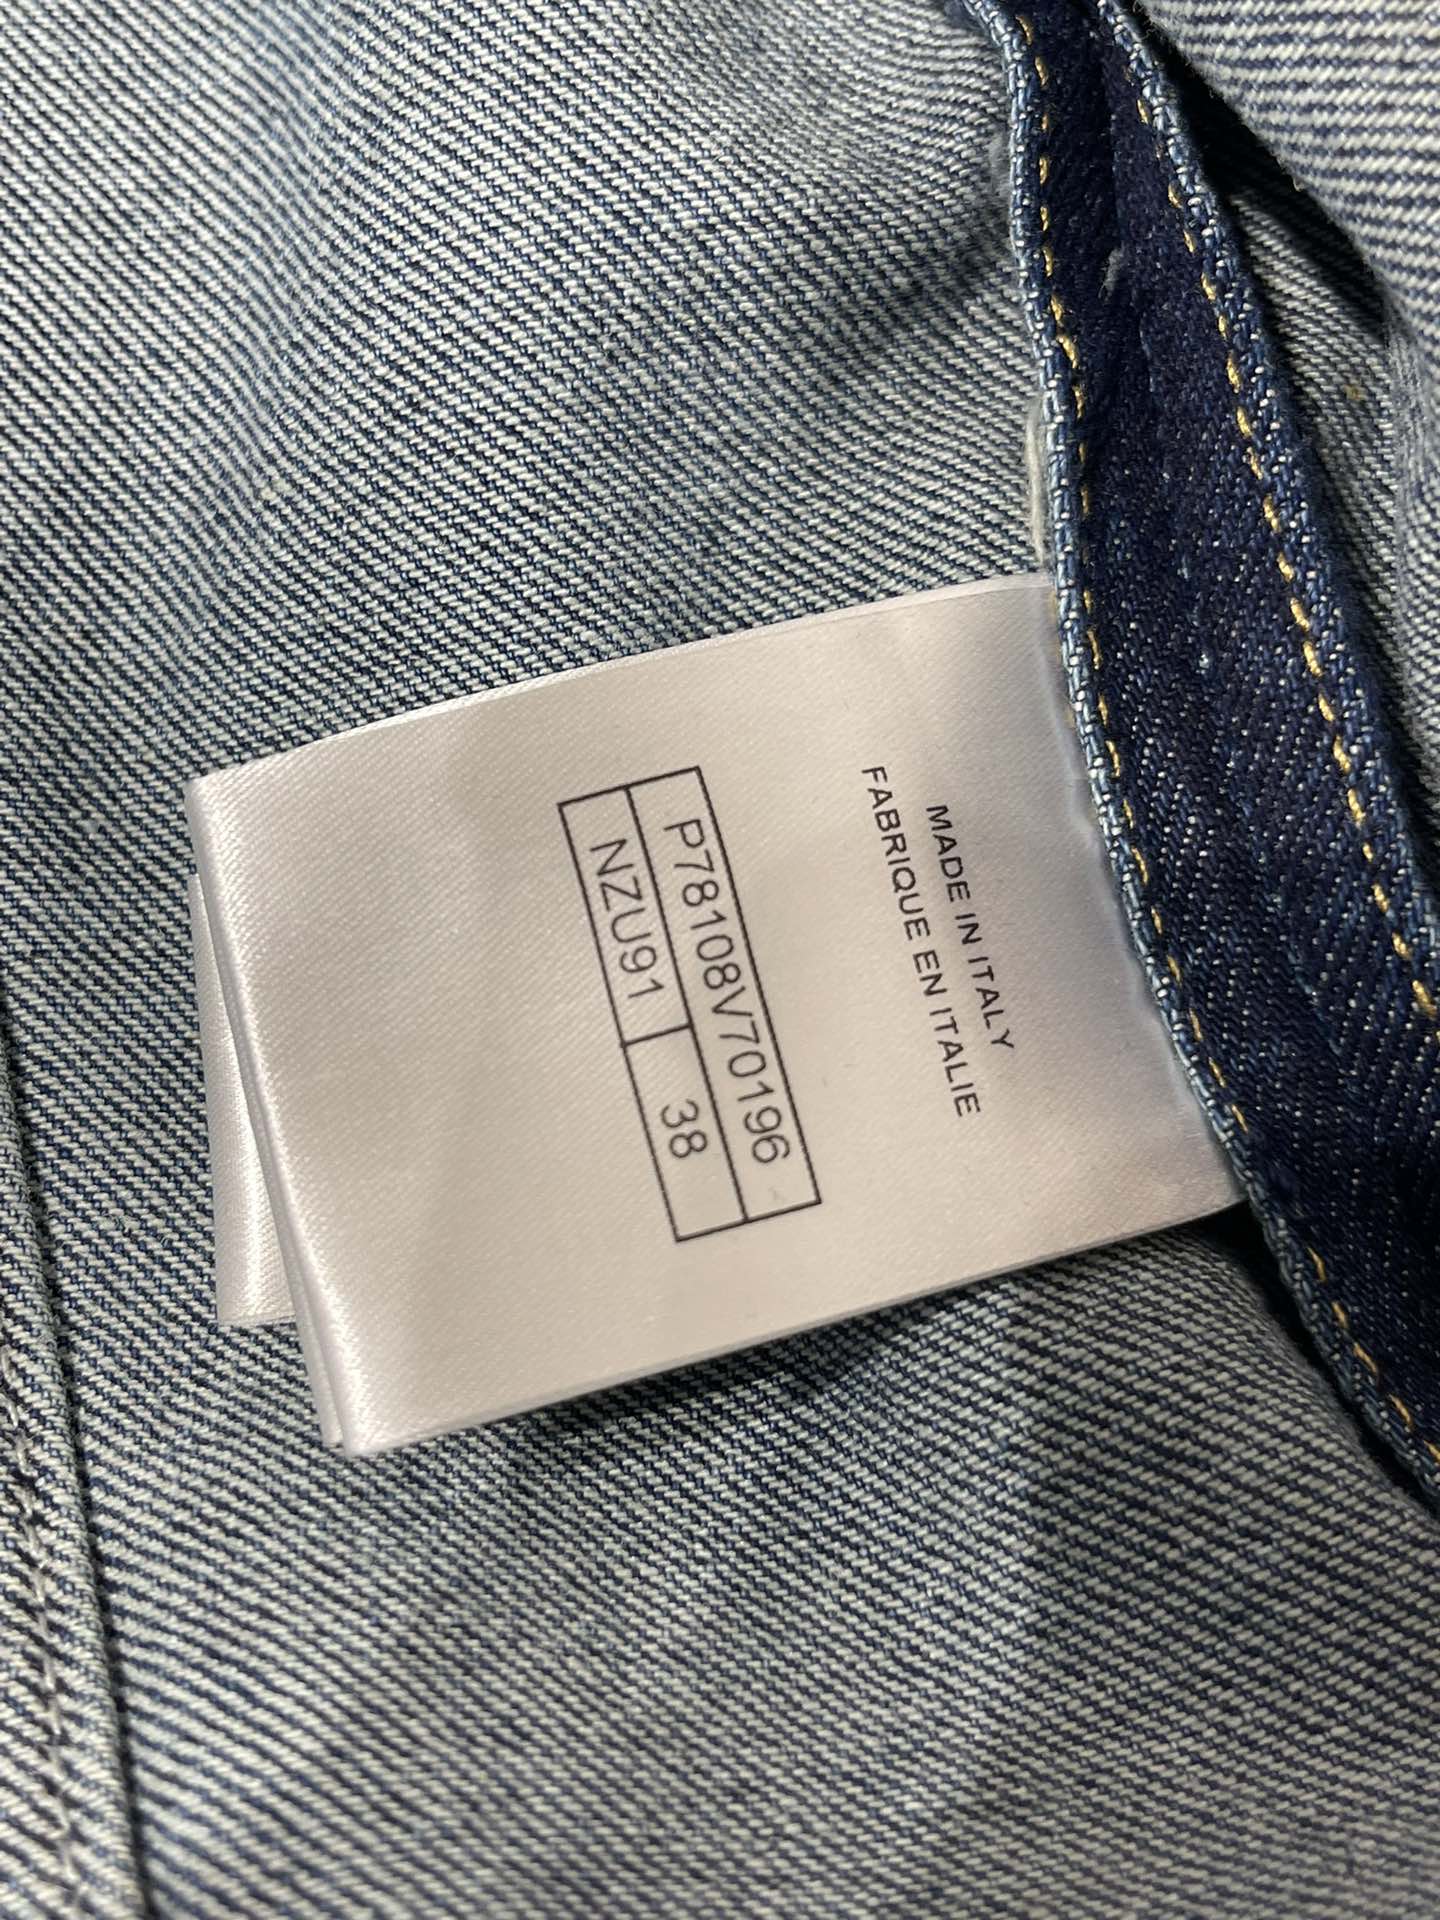 MADE IN ITALY
FABRIQUE EN ITALIE
P78108V70196
NZU91 38